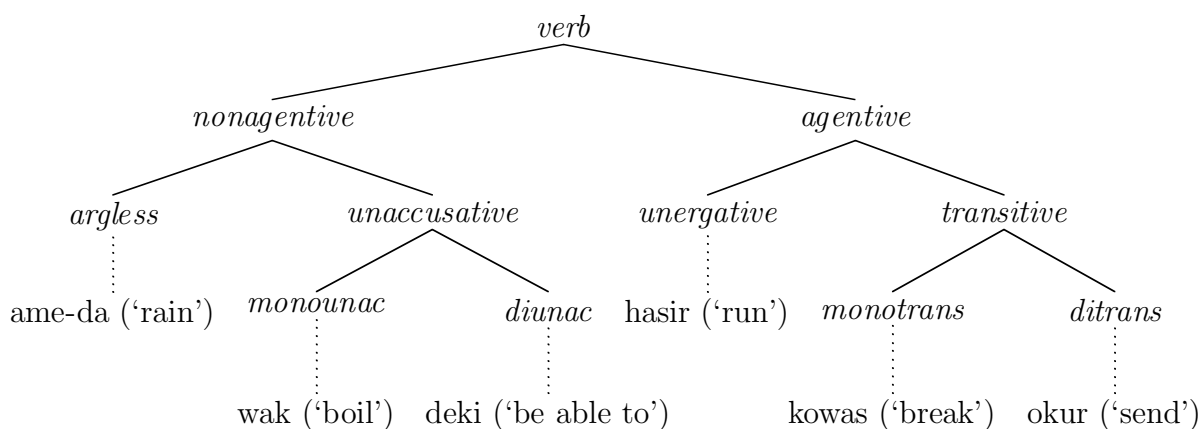 verb
nonagentive agentive
argless unaccusative unergative transitive
ame-da (‘rain’) monounac diunac hasir (‘run’) monotrans ditrans
wak (‘boil’) deki (‘be able to’) kowas (‘break’) okur (‘send’)